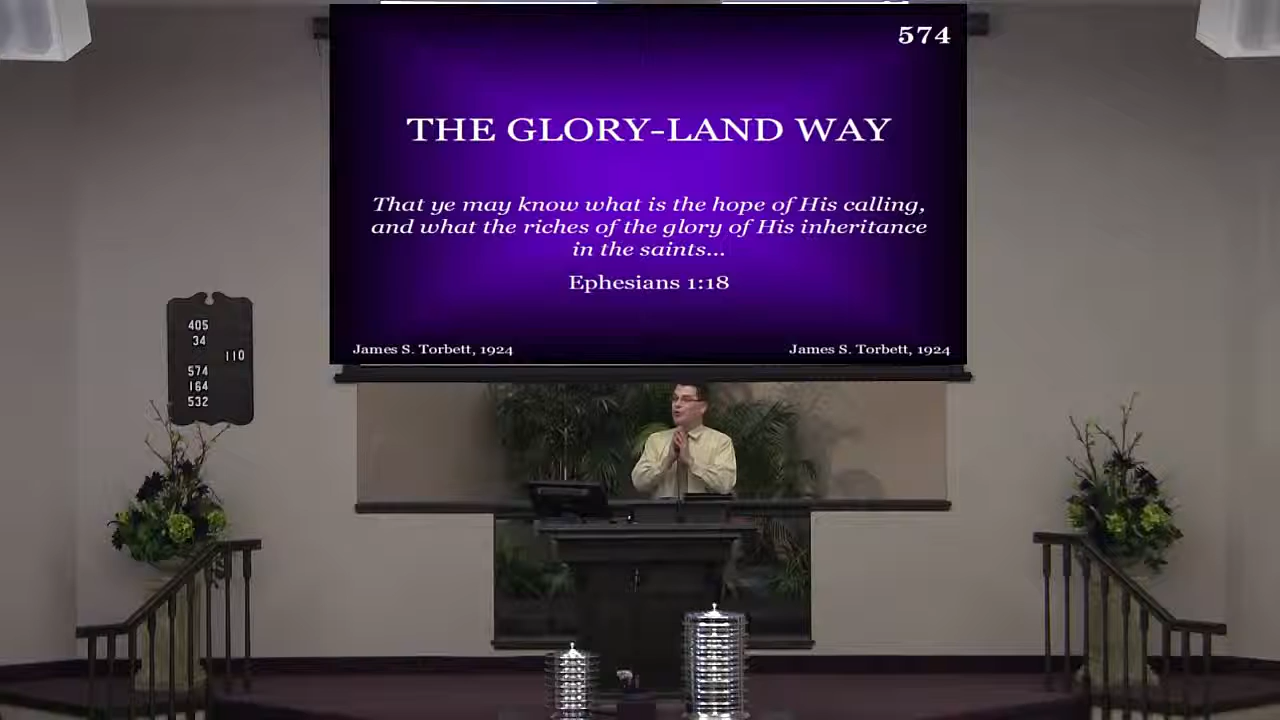 574
THE GLORY-LAND WAY
That ye may know what is the hope of His calling,
and what the riches of the glory of His inheritance
in the saints...
Ephesians 1:18
James S. Torbett, 1924
James S. Torbett, 1924
405
34
110
574
164
532